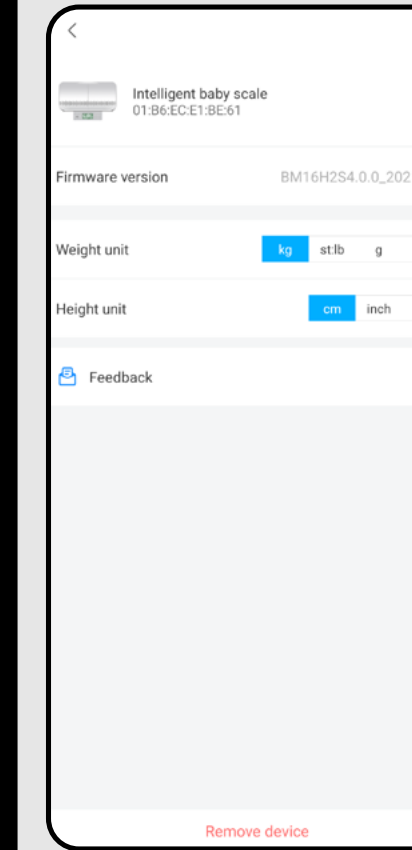 Intelligent baby scale
01:B6:EC:E1:BE:61
Firmware version BM16H2S4.0.0_202
Weight unit kg st:lb g
Height unit cm inch
Feedback
Remove device